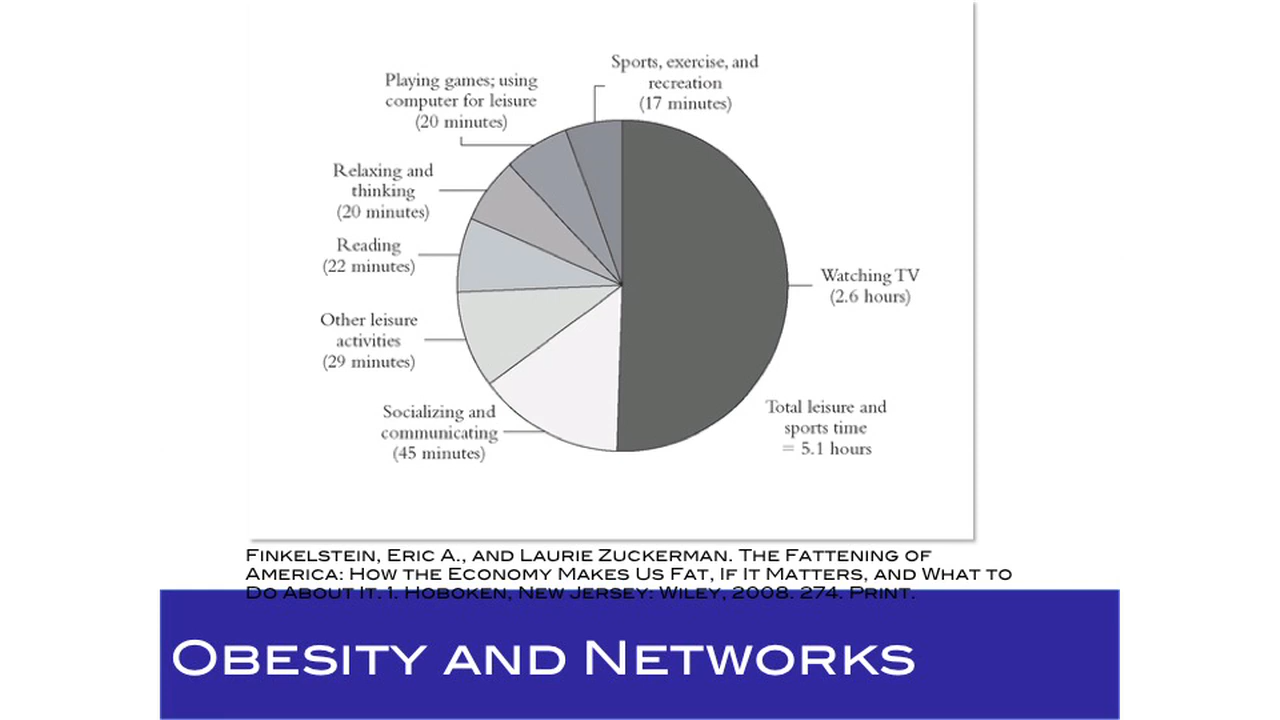 Sports, exercise, and
recreation
(17 minutes)
Playing games; using
computer for leisure
(20 minutes)
Relaxing and
thinking
(20 minutes)
Reading
(22 minutes)
Other leisure
activities
(29 minutes)
Socializing and
communicating
(45 minutes)
Watching TV
(2.6 hours)
Total leisure and
sports time
= 5.1 hours
Finkelstein, Eric A., and Laurie Zuckerman. The Fattening of
America: How the Economy Makes Us Fat, If It Matters, and What to
Do About It. 1. Hoboken, New Jersey: Wiley, 2008. 274. Print.
Obesity and Networks